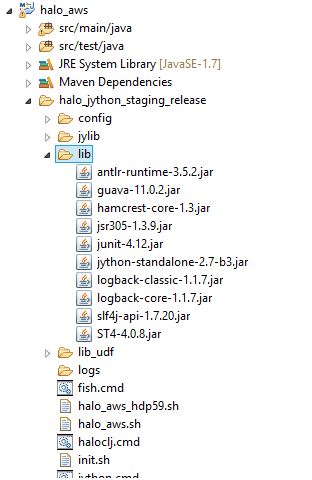 halo_aws
src/main/java
src/test/java
JRE System Library [JavaSE-1.7]
Maven Dependencies
halo_jython_staging_release
config
jylib
lib
antlr-runtime-3.5.2.jar
guava-11.0.2.jar
hamcrest-core-1.3.jar
jsr305-1.3.9.jar
junit-4.12.jar
jython-standalone-2.7-b3.jar
logback-classic-1.1.7.jar
logback-core-1.1.7.jar
slf4j-api-1.7.20.jar
ST4-4.0.8.jar
lib_udf
logs
fish.cmd
halo_aws_hdp59.sh
halo_aws.sh
haloclj.cmd
init.sh
jython.cmd